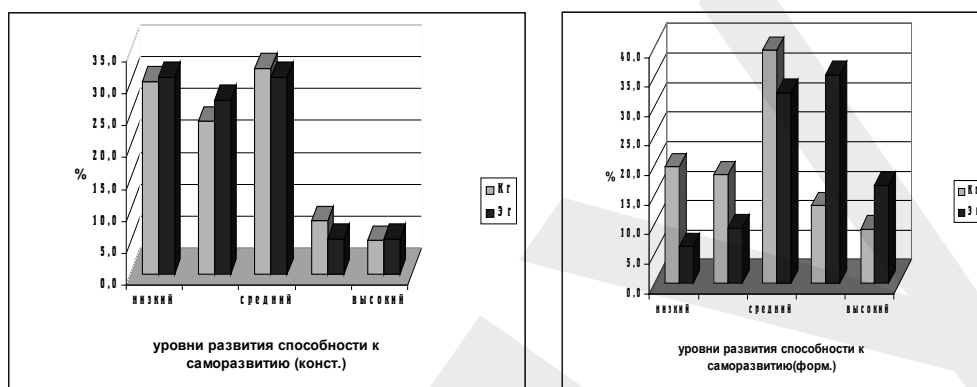 35,0
30,0
25,0
20,0
15,0
10,0
5,0
0,0
%
низкий средний высокий
Кг
Эг
уровни развития способности к
саморазвитию (конст.)
40,0
35,0
30,0
25,0
20,0
15,0
10,0
5,0
0,0
%
низкий средний высокий
Кг
Эг
уровни развития способности к
саморазвитию(форм.)